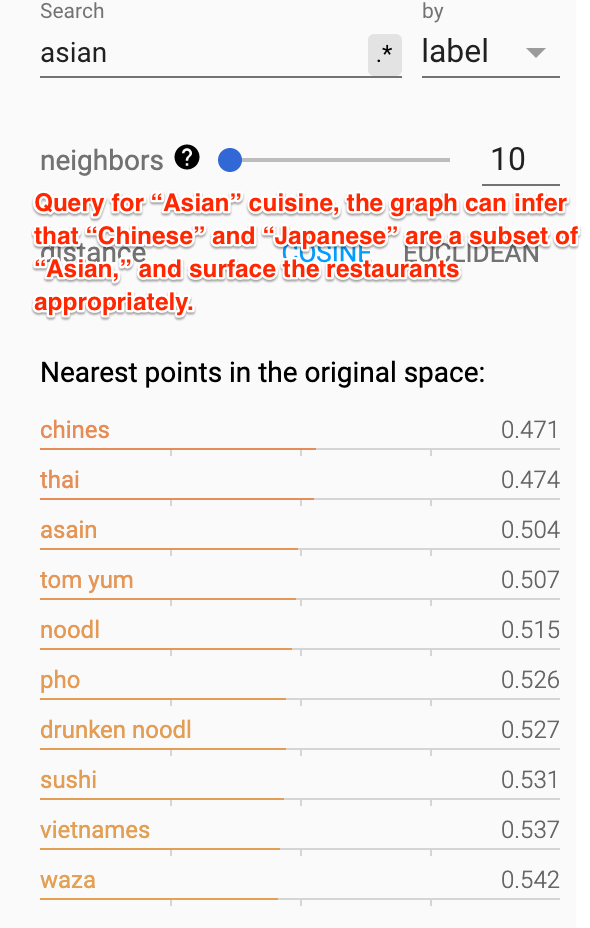 Search
by
asian
.*
label
neighbors ?
10
Query for “Asian” cuisine, the graph can infer
that “Chinese” and “Japanese” are a subset of
distance COSINE EUCLIDEAN
“Asian,” and surface the restaurants
appropriately.
Nearest points in the original space:
chines 0.471
thai 0.474
asain 0.504
tom yum 0.507
noodl 0.515
pho 0.526
drunken noodl 0.527
sushi 0.531
vietnames 0.537
waza 0.542